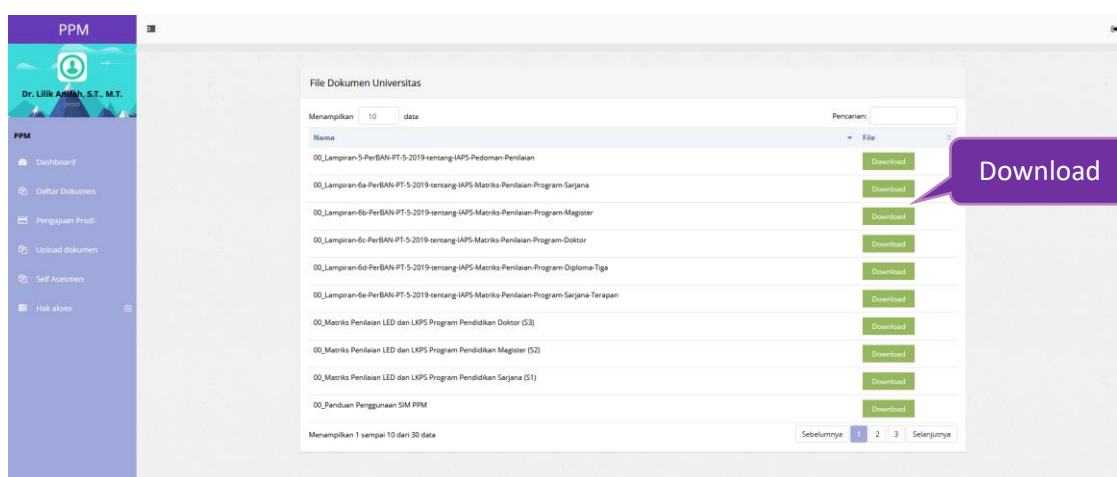 PPM
Dr. Lilik Anifah, S.T., M.T.
prodi
PPM
Dashboard
Daftar Dokumen
Pengajuan Prodi
Upload dokumen
Self Asesmen
Hak akses
File Dokumen Universitas
Menampilkan 10 data
Pencarian:
Nama File
00_Lampiran-5-PerBAN-PT-5-2019-tentang-IAPS-Pedoman-Penilaian Download
00_Lampiran-6a-PerBAN-PT-5-2019-tentang-IAPS-Matriks-Penilaian-Program-Sarjana Download
00_Lampiran-6b-PerBAN-PT-5-2019-tentang-IAPS-Matriks-Penilaian-Program-Magister Download
00_Lampiran-6c-PerBAN-PT-5-2019-tentang-IAPS-Matriks-Penilaian-Program-Doktor Download
00_Lampiran-6d-PerBAN-PT-5-2019-tentang-IAPS-Matriks-Penilaian-Program-Diploma-Tiga Download
00_Lampiran-6e-PerBAN-PT-5-2019-tentang-IAPS-Matriks-Penilaian-Program-Sarjana-Terapan Download
00_Matriks Penilaian LED dan LKPS Program Pendidikan Doktor (S3) Download
00_Matriks Penilaian LED dan LKPS Program Pendidikan Magister (S2) Download
00_Matriks Penilaian LED dan LKPS Program Pendidikan Sarjana (S1) Download
00_Panduan Penggunaan SIM PPM Download
Menampilkan 1 sampai 10 dari 30 data
Sebelumnya 1 2 3 Selanjutnya
Download